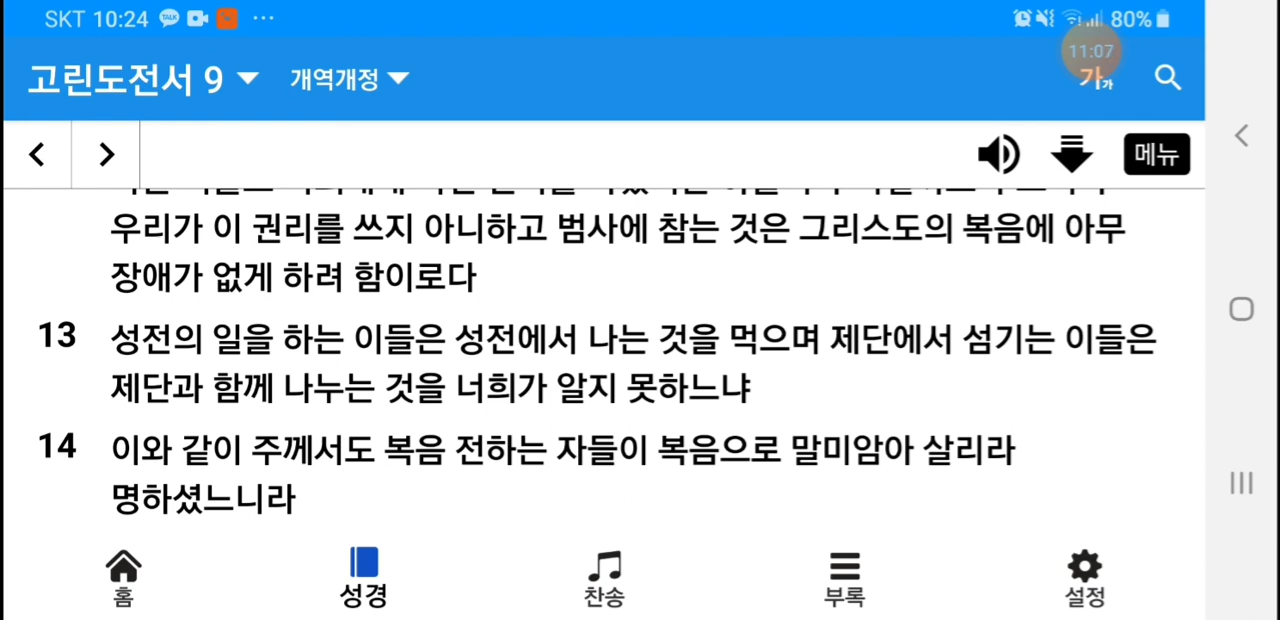 SKT 10:24 TALK ··· 80%
11:07
고린도전서 9 개역개정 가가
메뉴
우리가 이 권리를 쓰지 아니하고 범사에 참는 것은 그리스도의 복음에 아무
장애가 없게 하려 함이로다
13 성전의 일을 하는 이들은 성전에서 나는 것을 먹으며 제단에서 섬기는 이들은
제단과 함께 나누는 것을 너희가 알지 못하느냐
14 이와 같이 주께서도 복음 전하는 자들이 복음으로 말미암아 살리라
명하셨느니라
홈 성경 찬송 부록 설정